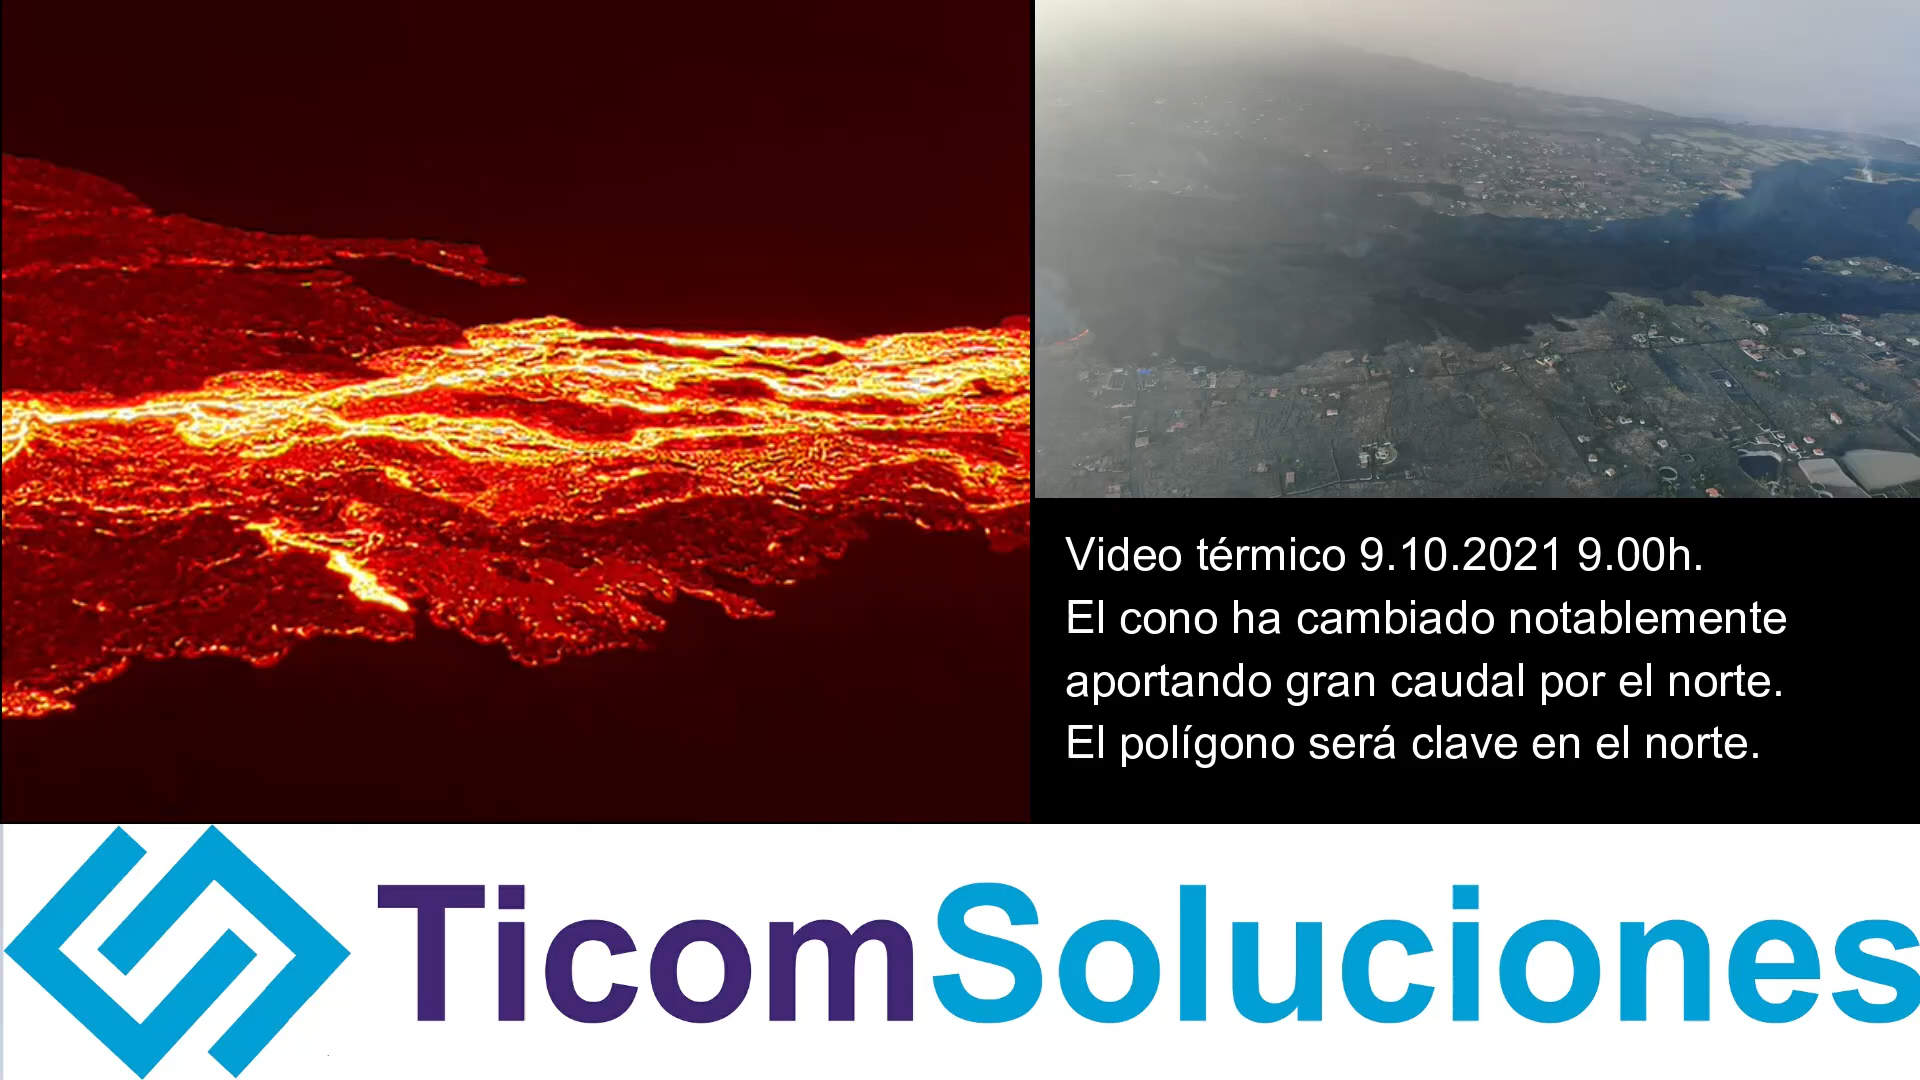 Video térmico 9.10.2021 9.00h.
El cono ha cambiado notablemente
aportando gran caudal por el norte.
El polígono será clave en el norte.
TicomSoluciones